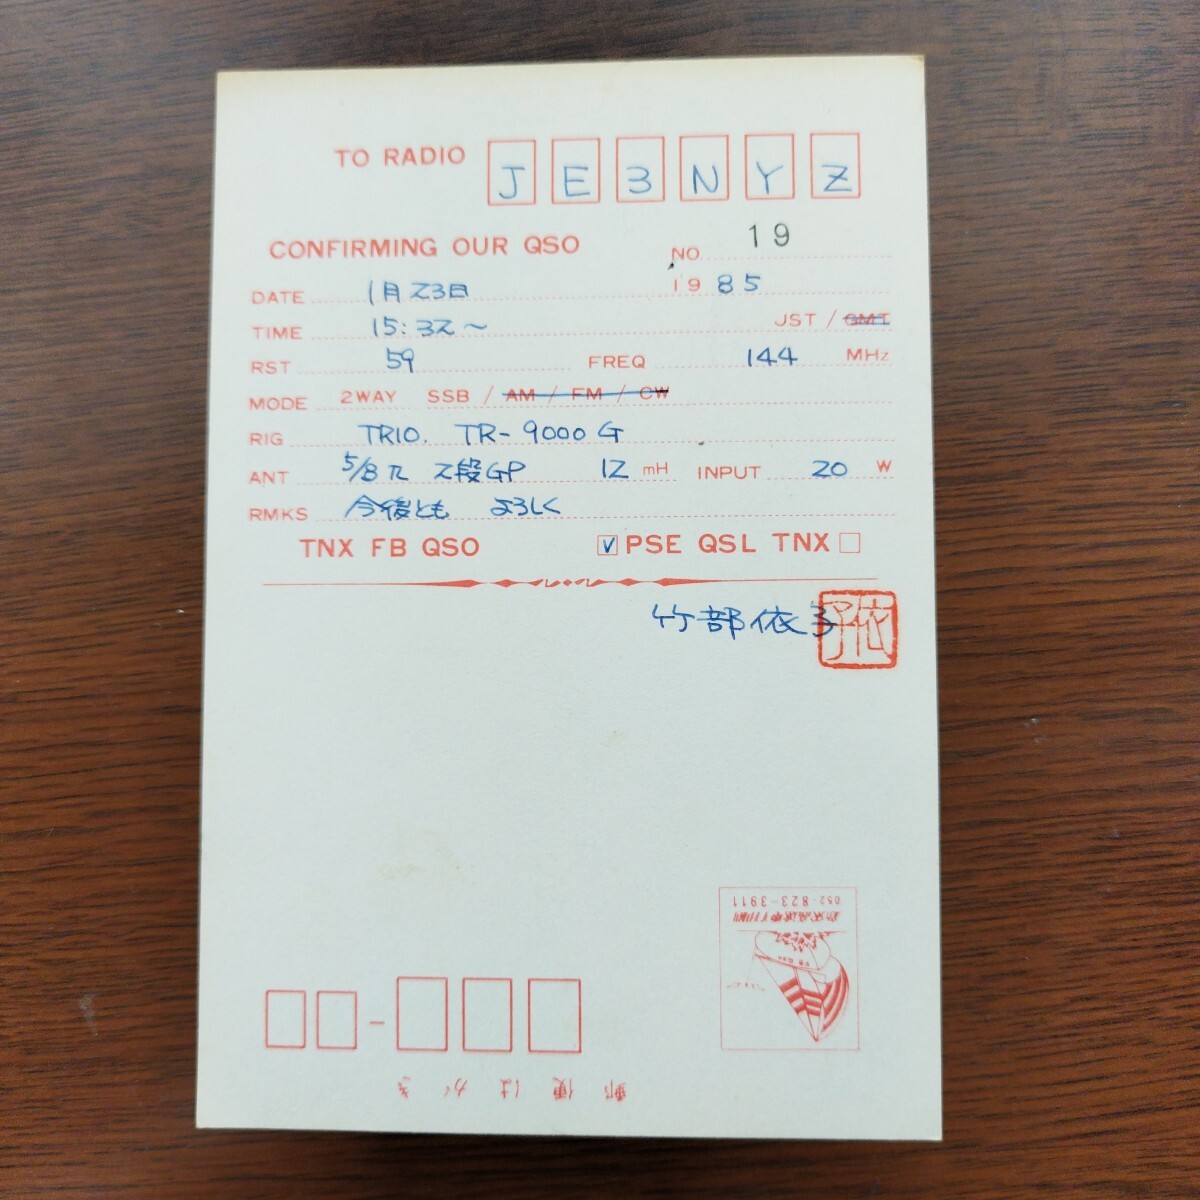 TO RADIO JE3NYZ
CONFIRMING OUR QSO NO. 19
DATE 1月23日 1985
TIME 15:32~ JST / GMT
RST 59 FREQ 144 MHz
MODE 2WAY SSB / AM / FM / CW
RIG TRIO. TR-9000G
ANT 5/8λ 2段GP 12 mH INPUT 20 W
RMKS 今後とも よろしく
TNX FB QSO ☑PSE QSL TNX☐
竹部依子
依子
052-823-3911
-
郵便はがき